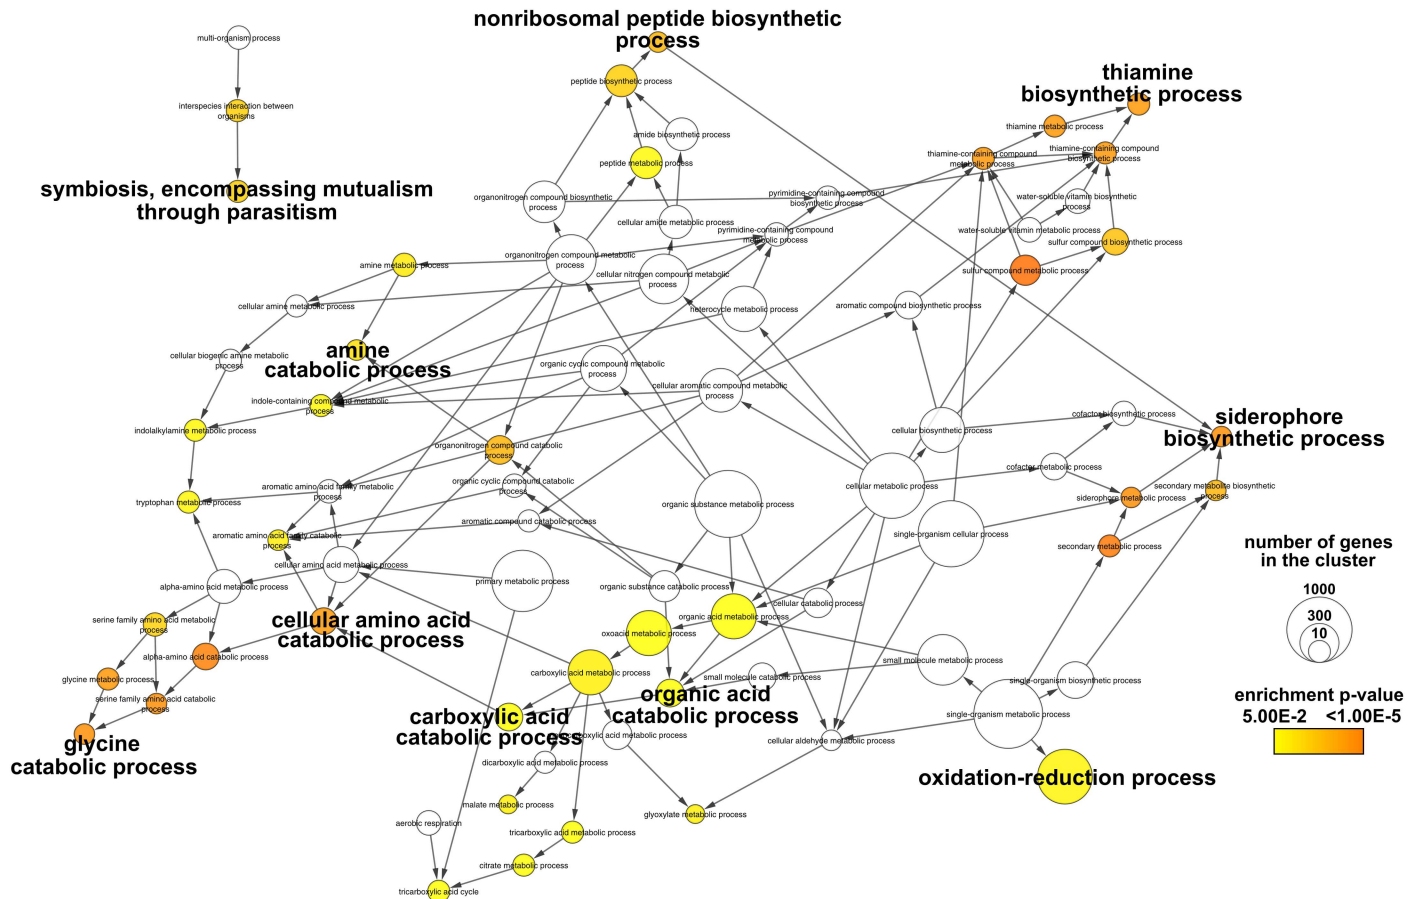 nonribosomal peptide biosynthetic
process
multi-organism process
peptide biosynthetic process
thiamine
biosynthetic process
interspecies interaction between
organisms
amide biosynthetic process
thiamine metabolic process
thiamine-containing compound
metabolic process
thiamine-containing compound
biosynthetic process
peptide metabolic process
symbiosis, encompassing mutualism
through parasitism
organonitrogen compound biosynthetic
process
pyrimidine-containing compound
biosynthetic process
water-soluble vitamin biosynthetic
process
cellular amide metabolic process
pyrimidine-containing compound
metabolic process
water-soluble vitamin metabolic process
sulfur compound biosynthetic process
organonitrogen compound metabolic
process
amine metabolic process
cellular nitrogen compound metabolic
process
sulfur compound metabolic process
cellular amine metabolic process
heterocycle metabolic process
aromatic compound biosynthetic process
cellular biogenic amine metabolic
process
amine
catabolic process
organic cyclic compound metabolic
process
cellular aromatic compound metabolic
process
indole-containing compound metabolic
process
indolalkylamine metabolic process
cofactor biosynthetic process
siderophore
biosynthetic process
cellular biosynthetic process
organonitrogen compound catabolic
process
cofactor metabolic process
aromatic amino acid family metabolic
process
organic cyclic compound catabolic
process
cellular metabolic process
secondary metabolite biosynthetic
process
siderophore metabolic process
tryptophan metabolic process
organic substance metabolic process
aromatic compound catabolic process
aromatic amino acid family catabolic
process
single-organism cellular process
secondary metabolic process
number of genes
in the cluster
1000
300
10
cellular amino acid metabolic process
primary metabolic process
alpha-amino acid metabolic process
organic substance catabolic process
cellular catabolic process
serine family amino acid metabolic
process
cellular amino acid
catabolic process
organic acid metabolic process
oxoacid metabolic process
alpha-amino acid catabolic process
small molecule metabolic process
carboxylic acid metabolic process
small molecule catabolic process
single-organism biosynthetic process
glycine metabolic process
serine family amino acid catabolic
process
organic acid
catabolic process
carboxylic acid
catabolic process
single-organism metabolic process
enrichment p-value
5.00E-2 <1.00E-5
glycine
catabolic process
cellular aldehyde metabolic process
dicarboxylic acid metabolic process
oxidation-reduction process
malate metabolic process
glyoxylate metabolic process
aerobic respiration
tricarboxylic acid metabolic process
citrate metabolic process
tricarboxylic acid cycle